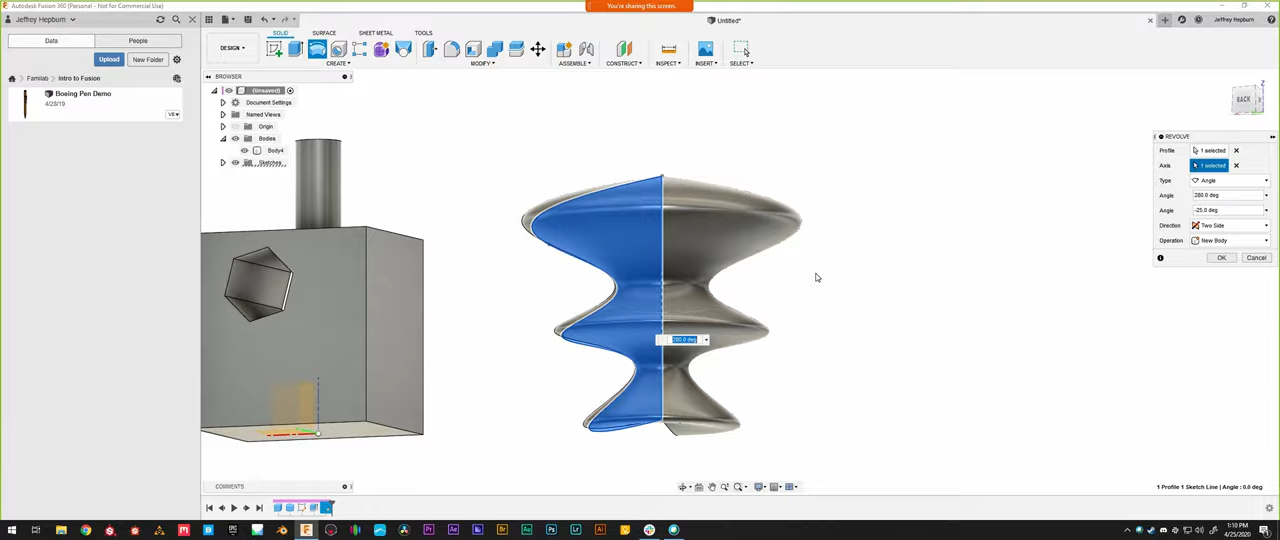 Autodesk Fusion 360 (Personal - Not for Commercial Use)
You're sharing this screen.
Jeffrey Hepburn
Untitled*
Jeffrey Hepburn
Data
People
Upload
New Folder
Familab
Intro to Fusion
Boeing Pen Demo
4/28/19
V8
SOLID
SURFACE
SHEET METAL
TOOLS
DESIGN
CREATE
MODIFY
ASSEMBLE
CONSTRUCT
INSPECT
INSERT
SELECT
BROWSER
(Unsaved)
Document Settings
Named Views
Origin
Bodies
Body4
Sketches
Z
BACK
REVOLVE
Profile 1 selected
Axis 1 selected
Type Angle
Angle 280.0 deg
Angle -25.0 deg
Direction Two Side
Operation New Body
OK Cancel
280.0 deg
COMMENTS
1 Profile 1 Sketch Line | Angle : 0.0 deg
1:10 PM
4/25/2020